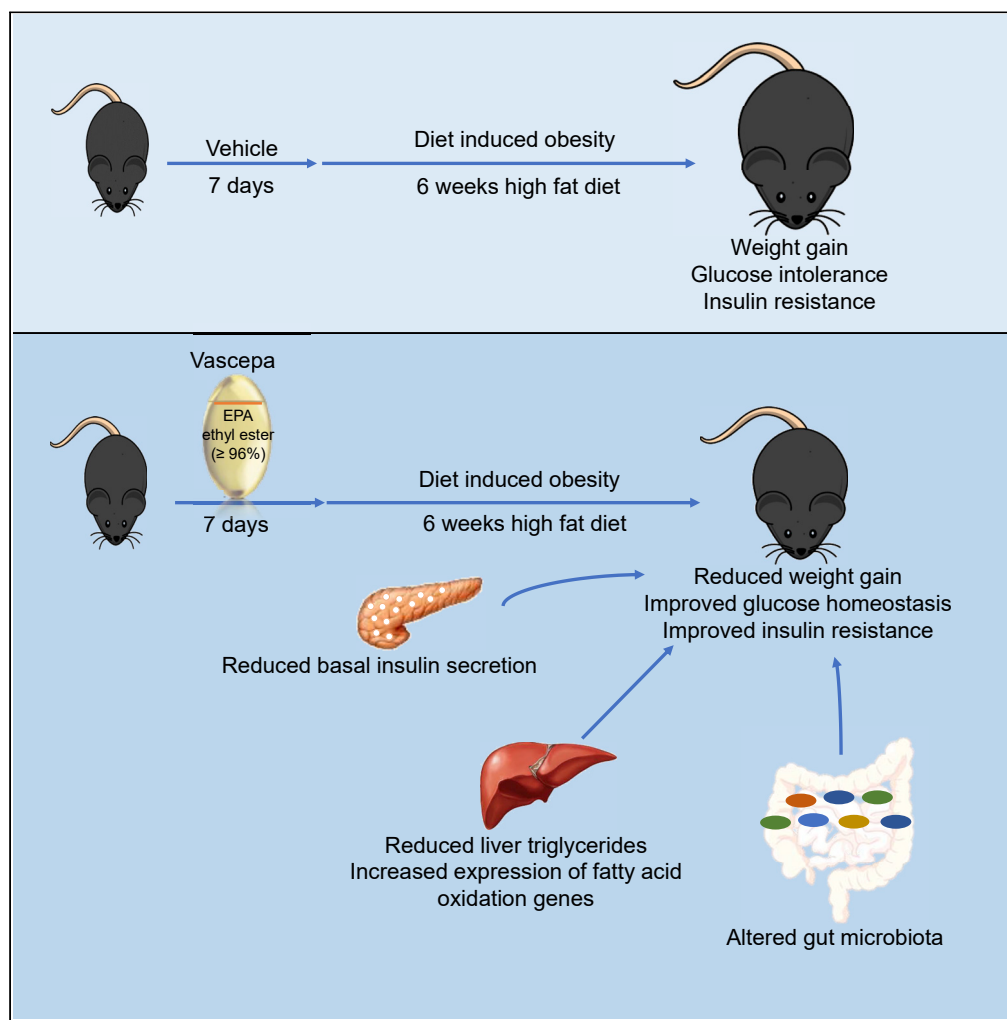 Vehicle
7 days
Diet induced obesity
6 weeks high fat diet
Weight gain
Glucose intolerance
Insulin resistance
Vascepa
EPA
ethyl ester
(≥ 96%)
7 days
Diet induced obesity
6 weeks high fat diet
Reduced weight gain
Improved glucose homeostasis
Improved insulin resistance
Reduced basal insulin secretion
Reduced liver triglycerides
Increased expression of fatty acid
oxidation genes
Altered gut microbiota